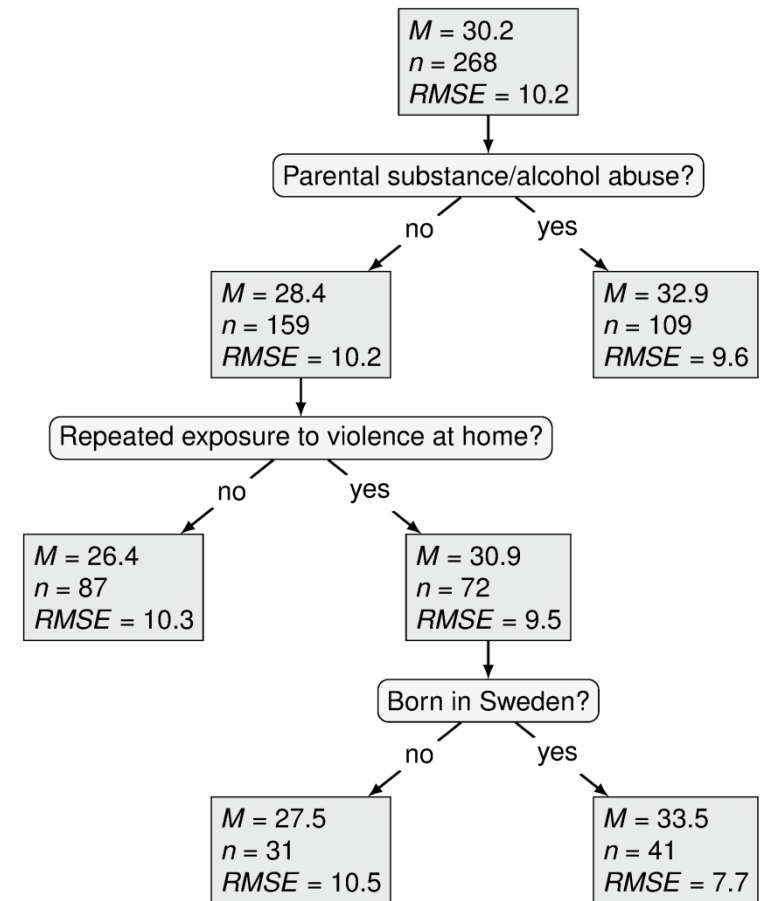 M = 30.2
n = 268
RMSE = 10.2
Parental substance/alcohol abuse?
no
yes
M = 28.4
n = 159
RMSE = 10.2
M = 32.9
n = 109
RMSE = 9.6
Repeated exposure to violence at home?
no
yes
M = 26.4
n = 87
RMSE = 10.3
M = 30.9
n = 72
RMSE = 9.5
Born in Sweden?
no
yes
M = 27.5
n = 31
RMSE = 10.5
M = 33.5
n = 41
RMSE = 7.7